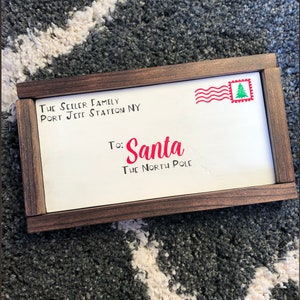 The Seiler Family
Port Jeff Station NY
To:
Santa
The North Pole